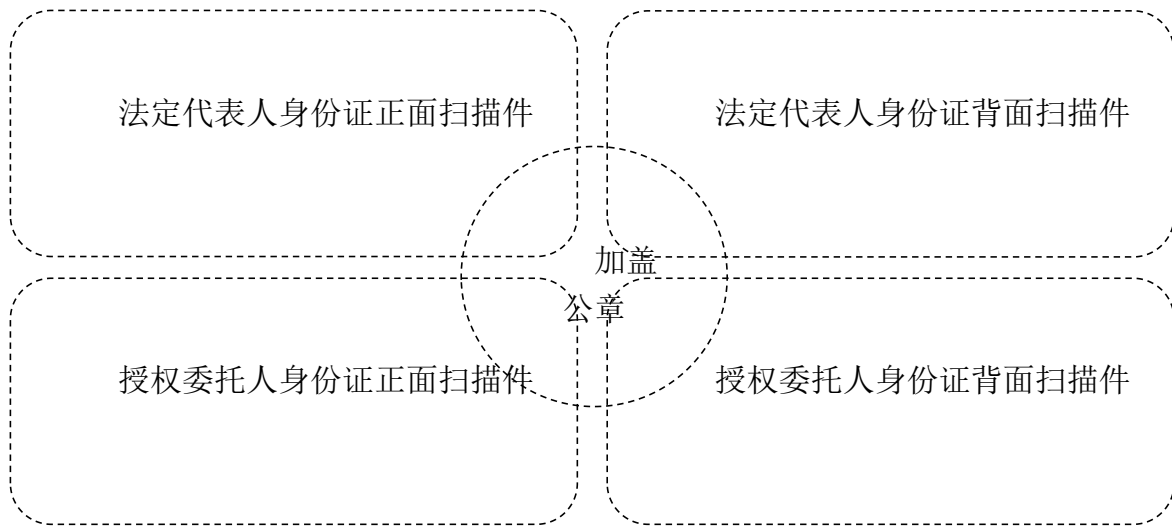 法定代表人身份证正面扫描件
法定代表人身份证背面扫描件
加盖
公章
授权委托人身份证正面扫描件
授权委托人身份证背面扫描件